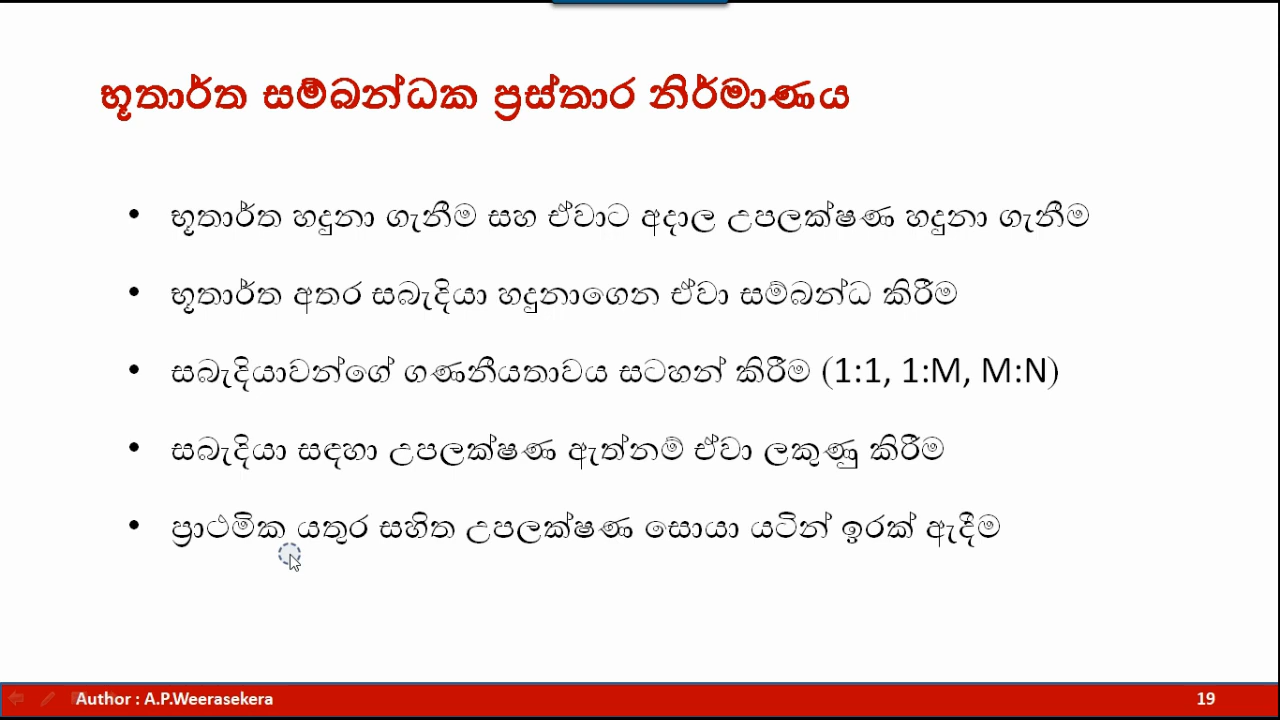 භූතාර්ත සම්බන්ධක ප්‍රස්තාර නිර්මාණය
• භූතාර්ත හදුනා ගැනීම සහ ඒවාට අදාල උපලක්ෂණ හදුනා ගැනීම
• භූතාර්ත අතර සබැදියා හදුනාගෙන ඒවා සම්බන්ධ කිරීම
• සබැදියාවන්ගේ ගණනීයතාවය සටහන් කිරීම (1:1, 1:M, M:N)
• සබැදියා සඳහා උපලක්ෂණ ඇත්නම් ඒවා ලකුණු කිරීම
• ප්‍රාථමික යතුර සහිත උපලක්ෂණ සොයා යටින් ඉරක් ඇදීම
Author : A.P.Weerasekera
19